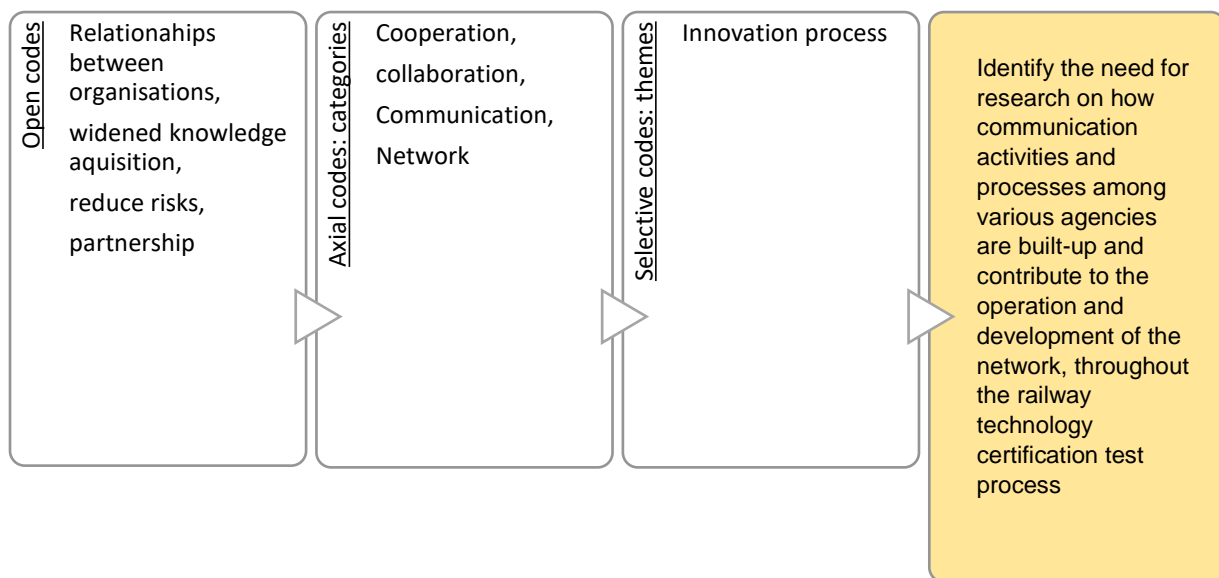 Open codes
Relationahips
between
organisations,
widened knowledge
aquisition,
reduce risks,
partnership
Axial codes: categories
Cooperation,
collaboration,
Communication,
Network
Selective codes: themes
Innovation process
Identify the need for
research on how
communication
activities and
processes among
various agencies
are built-up and
contribute to the
operation and
development of the
network, throughout
the railway
technology
certification test
process